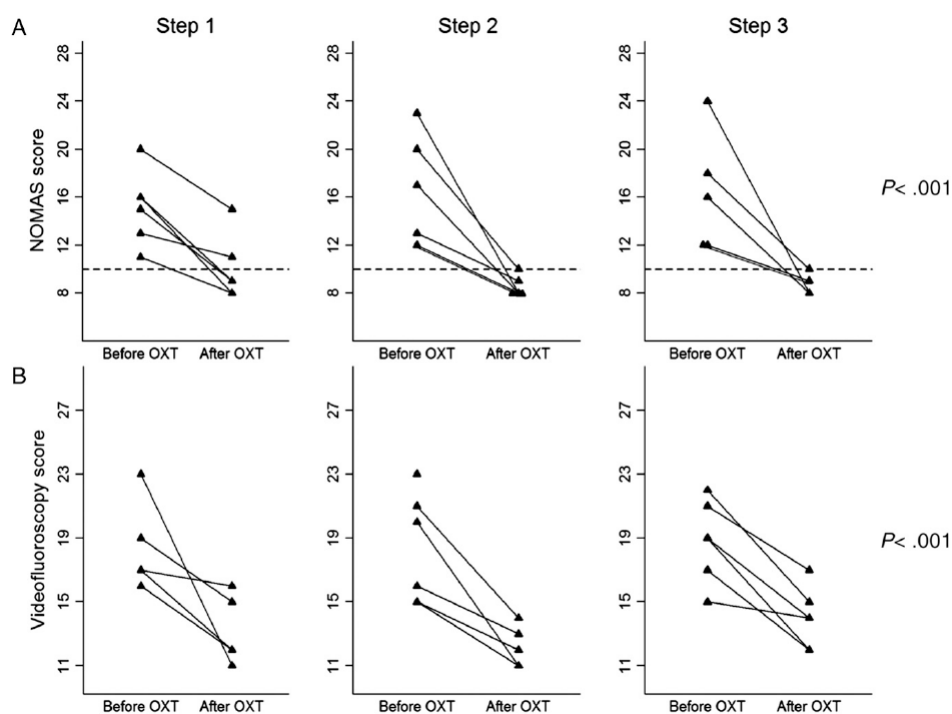 A
Step 1
Step 2
Step 3
NOMAS score
28
24
20
16
12
8
28
24
20
16
12
8
28
24
20
16
12
8
P< .001
Before OXT After OXT
Before OXT After OXT
Before OXT After OXT
B
Videofluoroscopy score
27
23
19
15
11
27
23
19
15
11
27
23
19
15
11
P< .001
Before OXT After OXT
Before OXT After OXT
Before OXT After OXT